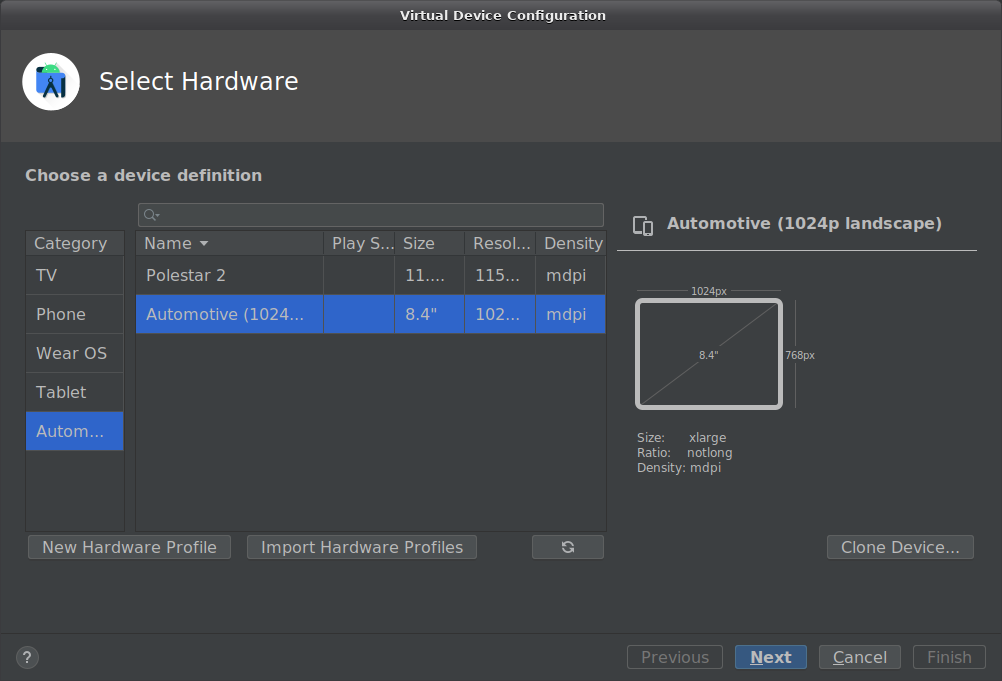 Virtual Device Configuration
Select Hardware
Choose a device definition
Category
Name Play S... Size Resol... Density
TV
Phone
Wear OS
Tablet
Autom...
Polestar 2 11.... 115... mdpi
Automotive (1024... 8.4" 102... mdpi
Automotive (1024p landscape)
1024px
8.4"
768px
Size: xlarge
Ratio: notlong
Density: mdpi
New Hardware Profile Import Hardware Profiles Clone Device...
? Previous Next Cancel Finish